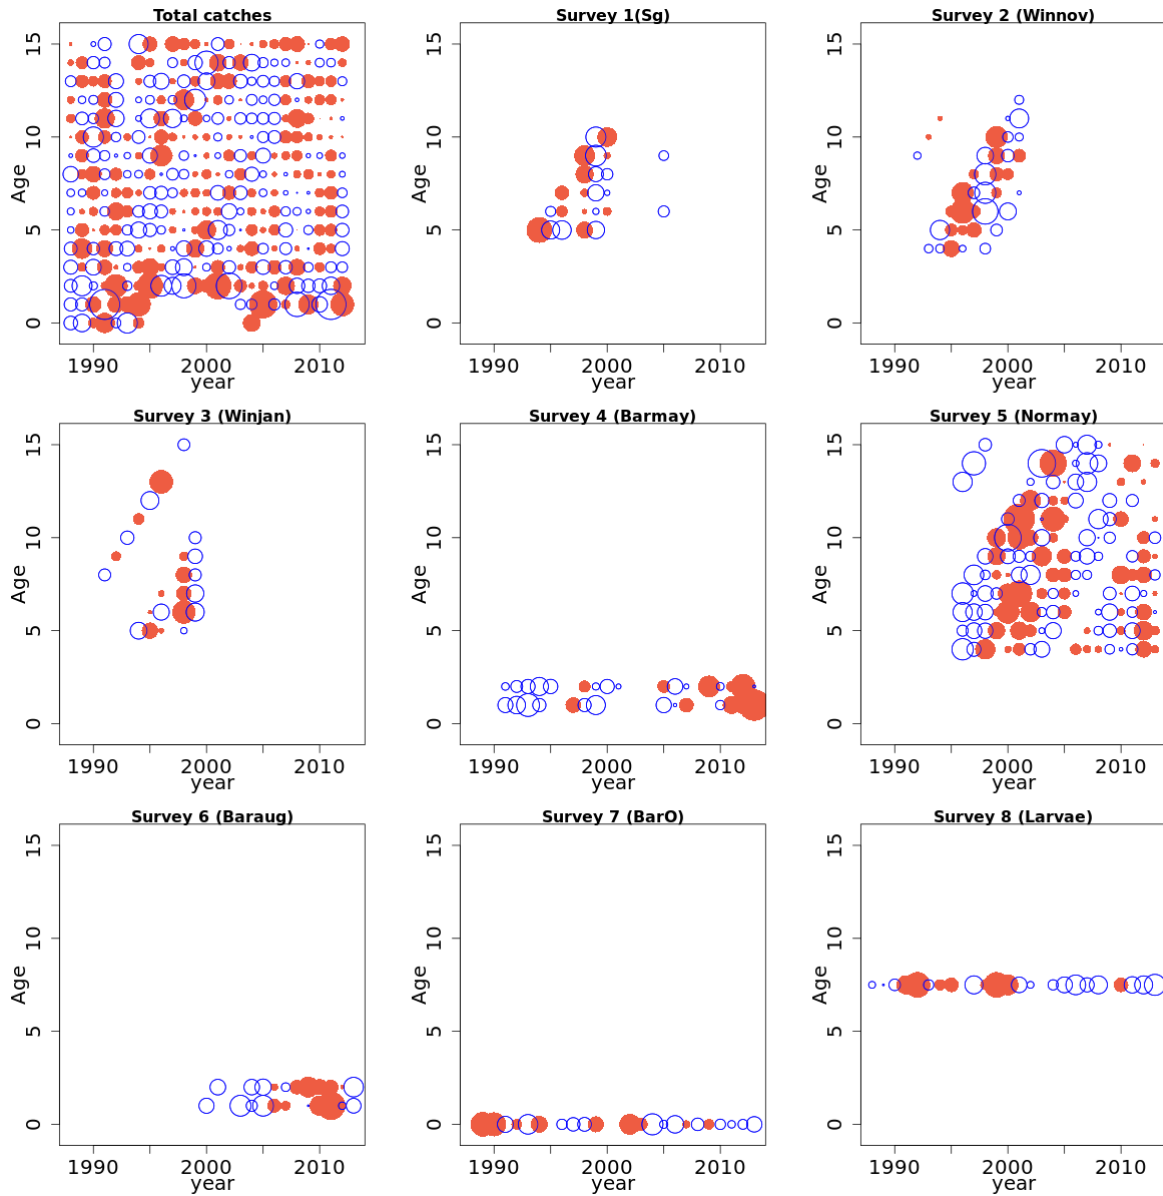 Total catches
Survey 1(Sg)
Survey 2 (Winnov)
Age
15
10
5
0
1990
2000
2010
year
Age
15
10
5
0
1990
2000
2010
year
Age
15
10
5
0
1990
2000
2010
year
Survey 3 (Winjan)
Survey 4 (Barmay)
Survey 5 (Normay)
Age
15
10
5
0
1990
2000
2010
year
Age
15
10
5
0
1990
2000
2010
year
Age
15
10
5
0
1990
2000
2010
year
Survey 6 (Baraug)
Survey 7 (BarO)
Survey 8 (Larvae)
Age
15
10
5
0
1990
2000
2010
year
Age
15
10
5
0
1990
2000
2010
year
Age
15
10
5
0
1990
2000
2010
year